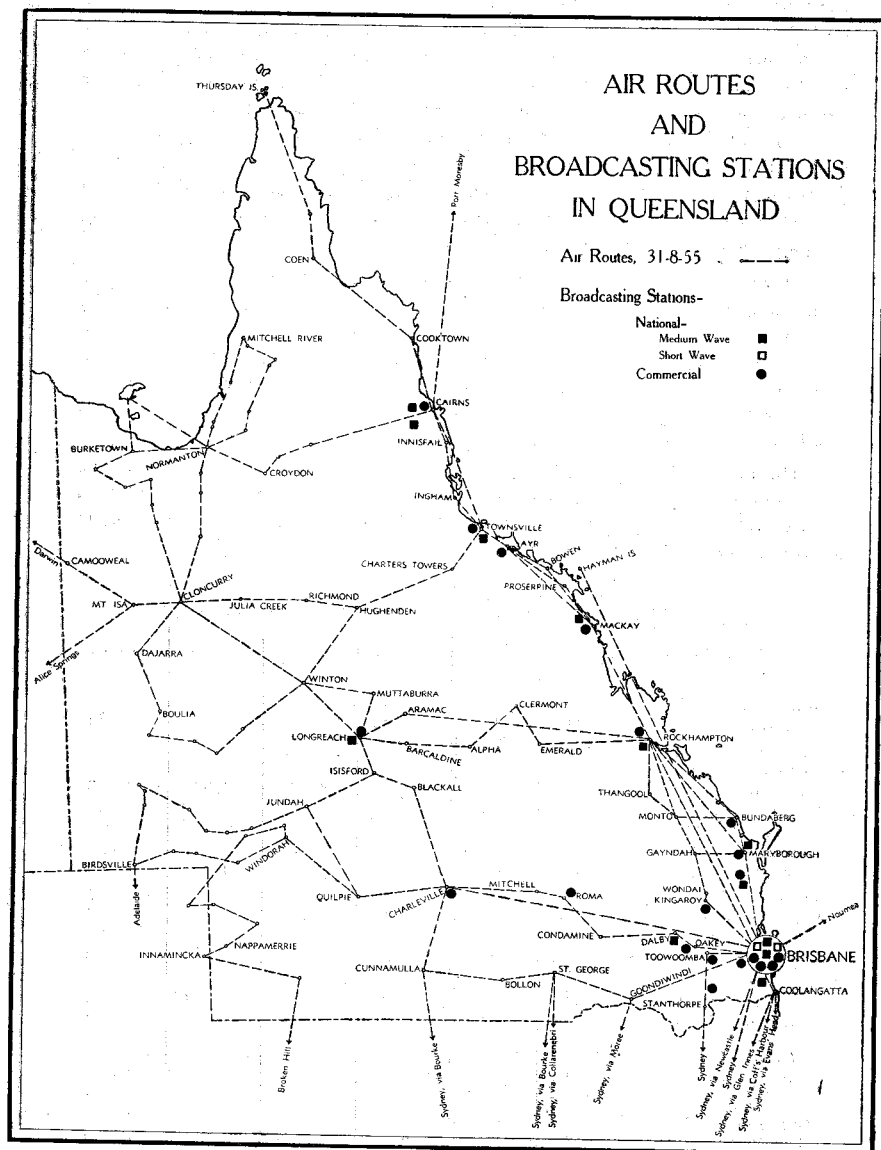 AIR ROUTES
AND
BROADCASTING STATIONS
IN QUEENSLAND
Air Routes, 31-8-55
Broadcasting Stations-
National-
Medium Wave
Short Wave
Commercial
THURSDAY IS.
Port Moresby
COEN
MITCHELL RIVER
COOKTOWN
CAIRNS
BURKETOWN
NORMANTON
INNISFAIL
CROYDON
INGHAM
TOWNSVILLE
AYR
BOWEN
HAYMAN IS
Darwin
CAMOOWEAL
CHARTERS TOWERS
PROSERPINE
CLONCURRY
MT ISA
JULIA CREEK
RICHMOND
HUGHENDEN
MACKAY
Alice Springs
DAJARRA
WINTON
MUTTABURRA
BOULIA
ARAMAC
CLERMONT
LONGREACH
BARCALDINE
ALPHA
EMERALD
ROCKHAMPTON
ISISFORD
BLACKALL
THANGOOL
JUNDAH
MONTO
BUNDABERG
BIRDSVILLE
WINDORAH
GAYNDAH
MARYBOROUGH
QUILPIE
CHARLEVILLE
MITCHELL
ROMA
WONDAI
KINGAROY
Adelaide
Noumea
CONDAMINE
DALBY
OAKEY
INNAMINCKA
NAPPAMERRIE
TOOWOOMBA
BRISBANE
CUNNAMULLA
BOLLON
ST. GEORGE
GOONDIWINDI
STANTHORPE
COOLANGATTA
Broken Hill
Sydney, via Bourke
Sydney, via Bourke
Sydney, via Collarenebri
Sydney, via Moree
Sydney
Sydney, via Newcastle
Sydney
Sydney, via Glen Innes
Sydney, via Coff's Harbour
Sydney, via Evans Head